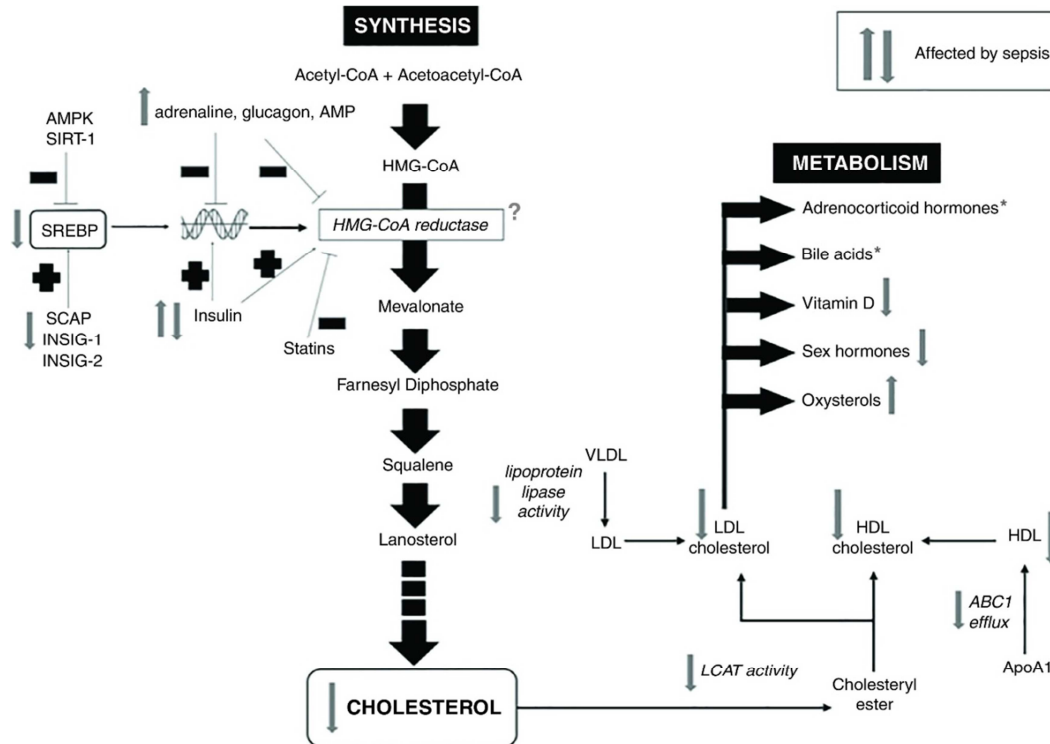 SYNTHESIS
Acetyl-CoA + Acetoacetyl-CoA
adrenaline, glucagon, AMP
AMPK
SIRT-1
HMG-CoA
SREBP
HMG-CoA reductase
?
SCAP
INSIG-1
INSIG-2
Insulin
Statins
Mevalonate
Farnesyl Diphosphate
Squalene
Lanosterol
CHOLESTEROL
Affected by sepsis
METABOLISM
Adrenocorticoid hormones*
Bile acids*
Vitamin D
Sex hormones
Oxysterols
VLDL
lipoprotein
lipase
activity
LDL
LDL
cholesterol
HDL
cholesterol
HDL
ABC1
efflux
ApoA1
LCAT activity
Cholesteryl
ester